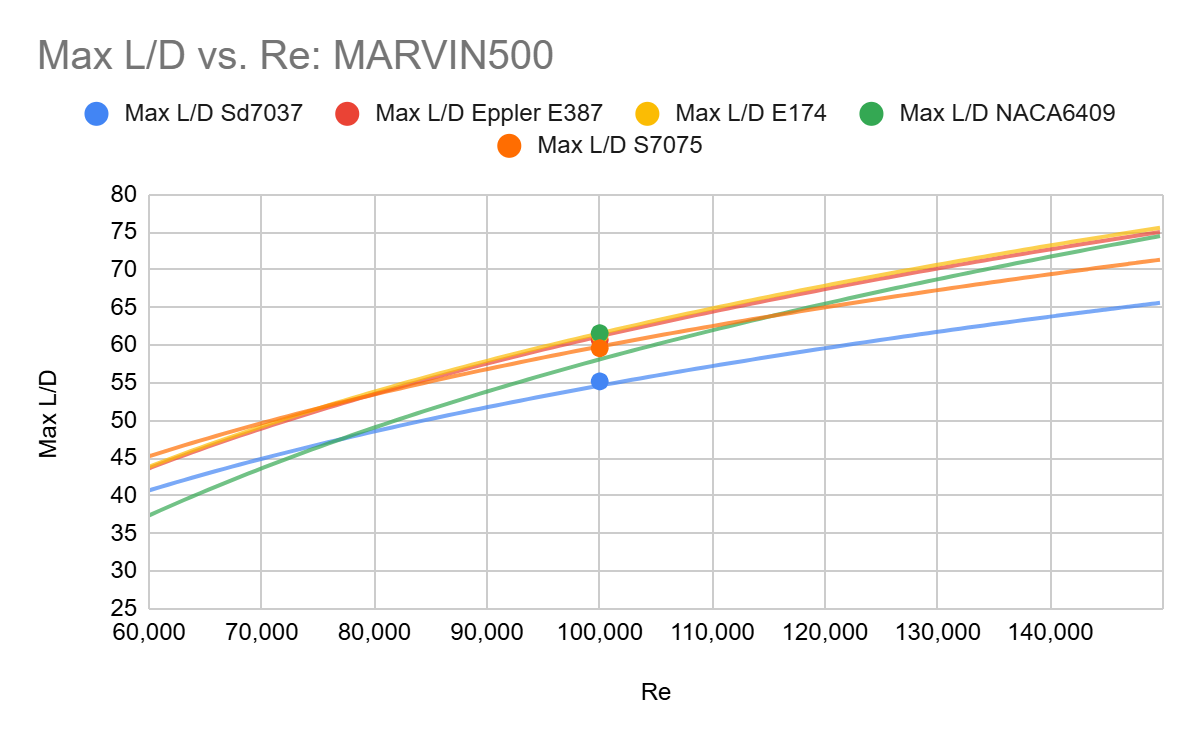 Max L/D vs. Re: MARVIN500
Max L/D Sd7037 Max L/D Eppler E387 Max L/D E174 Max L/D NACA6409
Max L/D S7075
80
75
70
65
60
55
50
45
40
35
30
25
Max L/D
60,000 70,000 80,000 90,000 100,000 110,000 120,000 130,000 140,000
Re